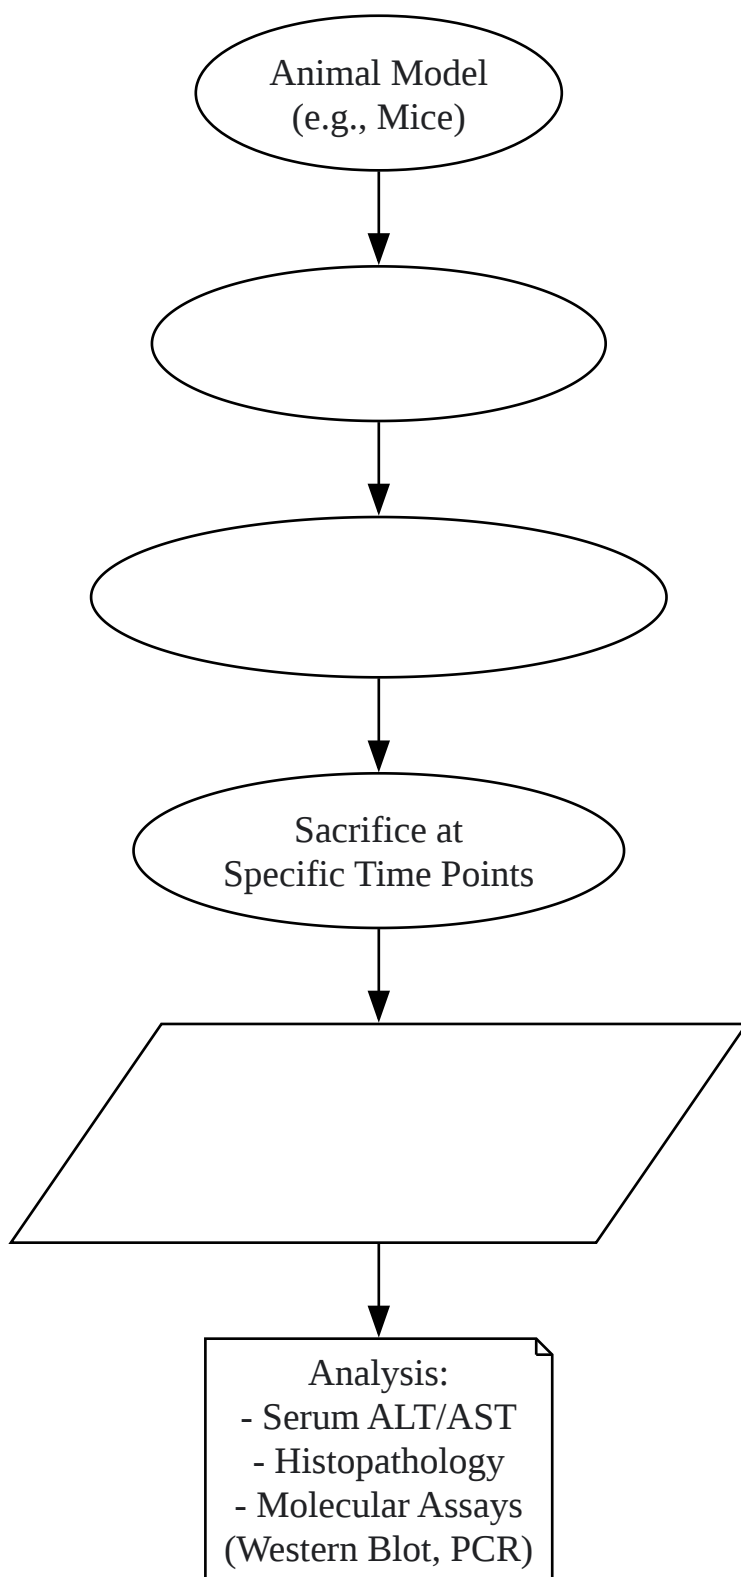 Animal Model
(e.g., Mice)
Sacrifice at
Specific Time Points
Analysis:
- Serum ALT/AST
- Histopathology
- Molecular Assays
(Western Blot, PCR)